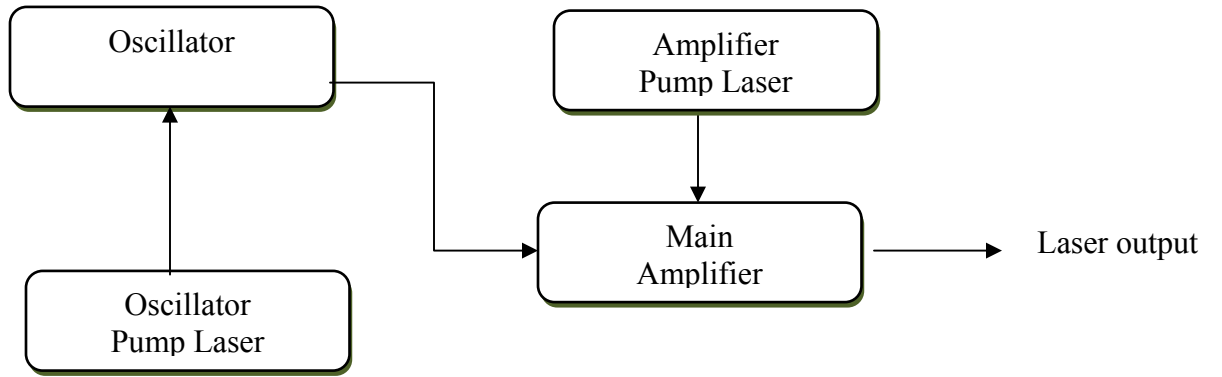 Oscillator
Amplifier
Pump Laser
Main
Amplifier
Laser output
Oscillator
Pump Laser